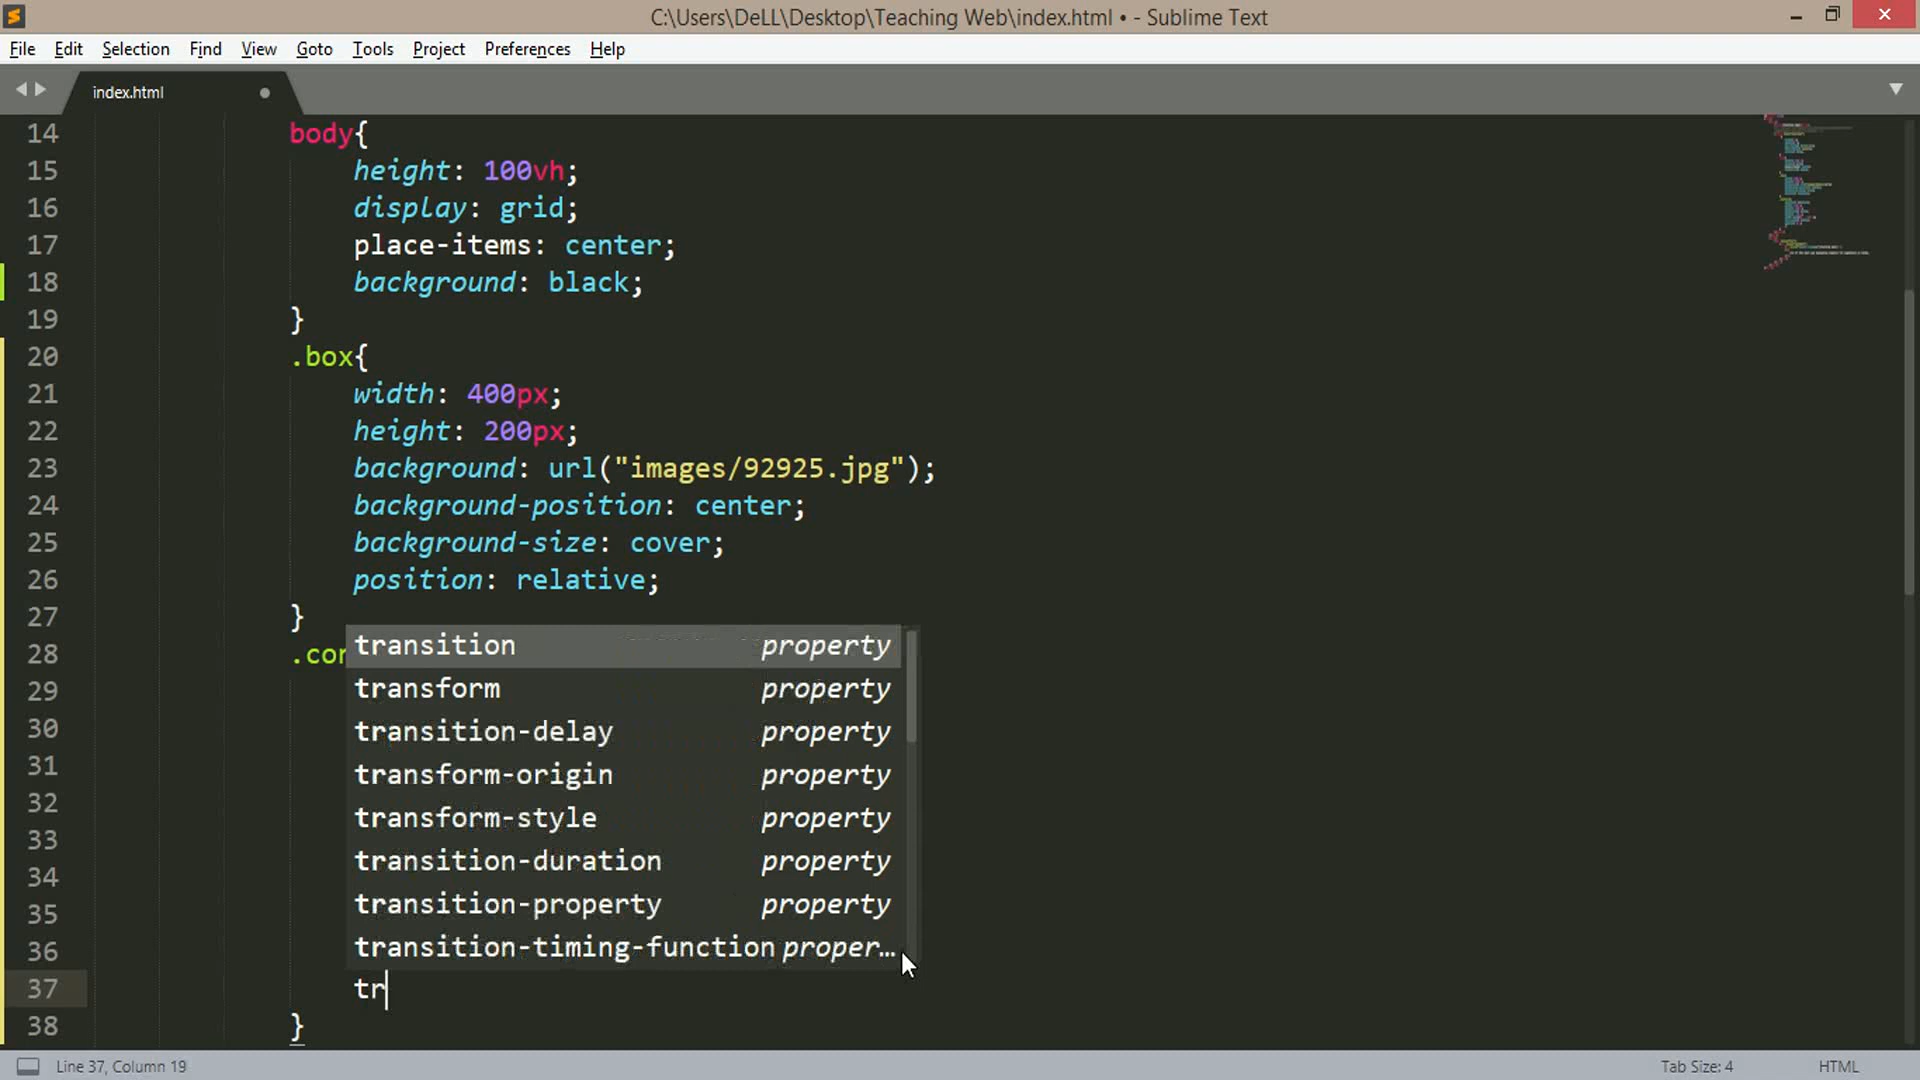 C:\Users\DeLL\Desktop\Teaching Web\index.html • - Sublime Text
File Edit Selection Find View Goto Tools Project Preferences Help
index.html
14 body{
15 height: 100vh;
16 display: grid;
17 place-items: center;
18 background: black;
19 }
20 .box{
21 width: 400px;
22 height: 200px;
23 background: url("images/92925.jpg");
24 background-position: center;
25 background-size: cover;
26 position: relative;
27 }
28 .cor
transition property
29
transform property
30
transition-delay property
31
transform-origin property
32
transform-style property
33
34
transition-duration property
35
transition-property property
36
transition-timing-function proper…
37 tr
38 }
Line 37, Column 19 Tab Size: 4 HTML